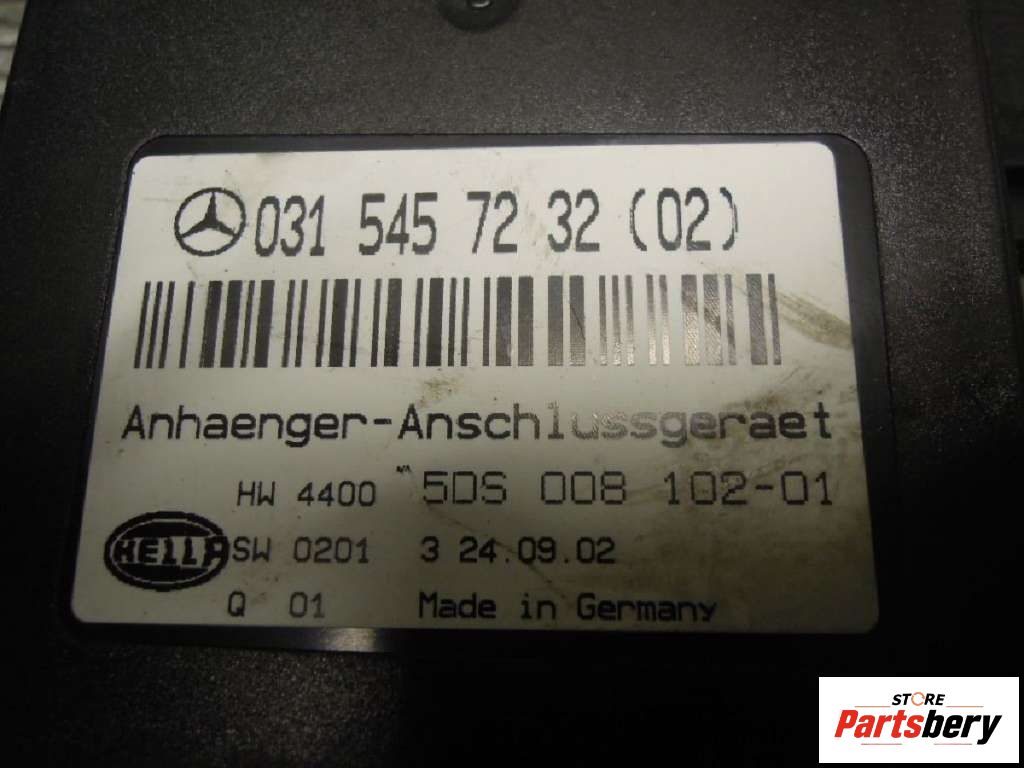 031 545 72 32 (02)
Anhaenger-Anschlussgeraet
HW 4400 5DS 008 102-01
HELLA SW 0201 3 24.09.02
Q 01 Made in Germany
STORE
Partsbery